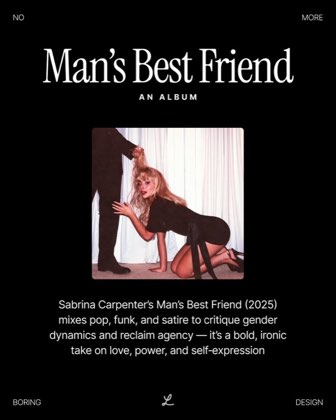 NO
MORE
Man's Best Friend
AN ALBUM
Sabrina Carpenter's Man's Best Friend (2025)
mixes pop, funk, and satire to critique gender
dynamics and reclaim agency — it's a bold, ironic
take on love, power, and self-expression
BORING
L
DESIGN